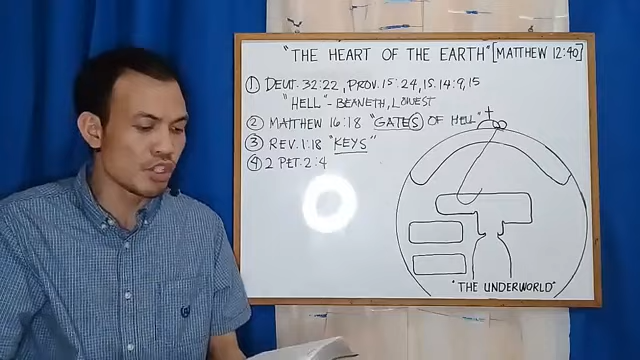 "THE HEART OF THE EARTH" [MATTHEW 12:40]
① DEUT. 32:22, PROV. 15:24, IS. 14:9, 15
"HELL" - BENEATH, LOWEST
② MATTHEW 16:18 "GATES OF HELL"
③ REV. 1:18 "KEYS"
④ 2 PET. 2:4
"THE UNDERWORLD"